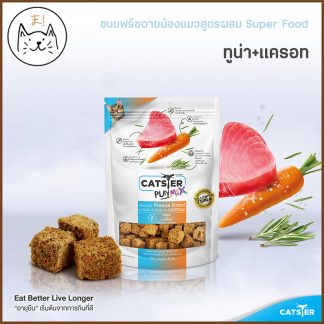 ขนมฟรีซดายน้องแมวสูตรผสม Super Food
ทูน่า+แครอท
CATSTER
PLAY MIX
Freeze Dried
Eat Better Live Longer
"อายุยืน" เริ่มต้นจากการกินที่ดี
CATSTER